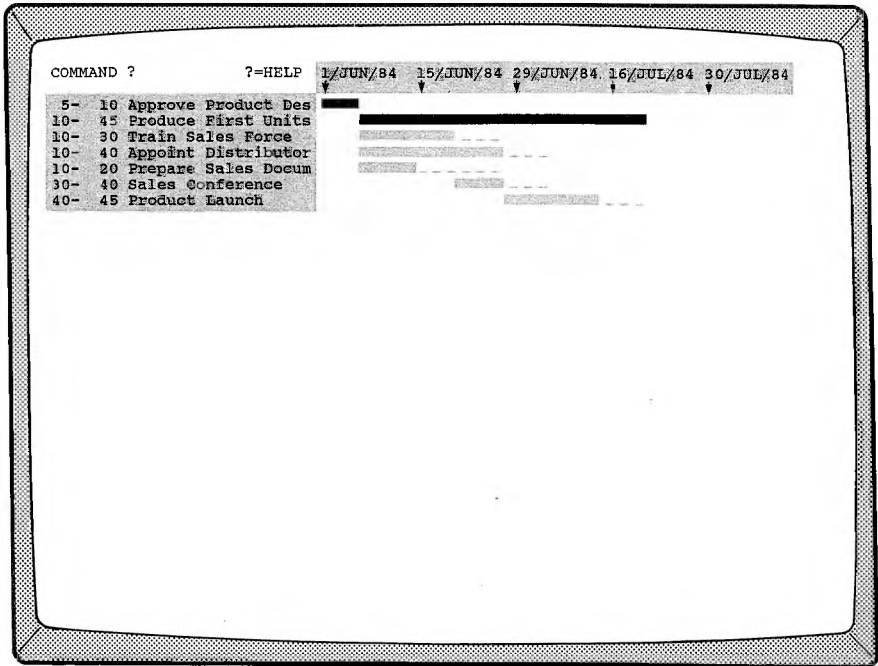 COMMAND ? ?=HELP 1/JUN/84 15/JUN/84 29/JUN/84 16/JUL/84 30/JUL/84
5- 10 Approve Product Des
10- 45 Produce First Units
10- 30 Train Sales Force
10- 40 Appoint Distributor
10- 20 Prepare Sales Docum
30- 40 Sales Conference
40- 45 Product Launch